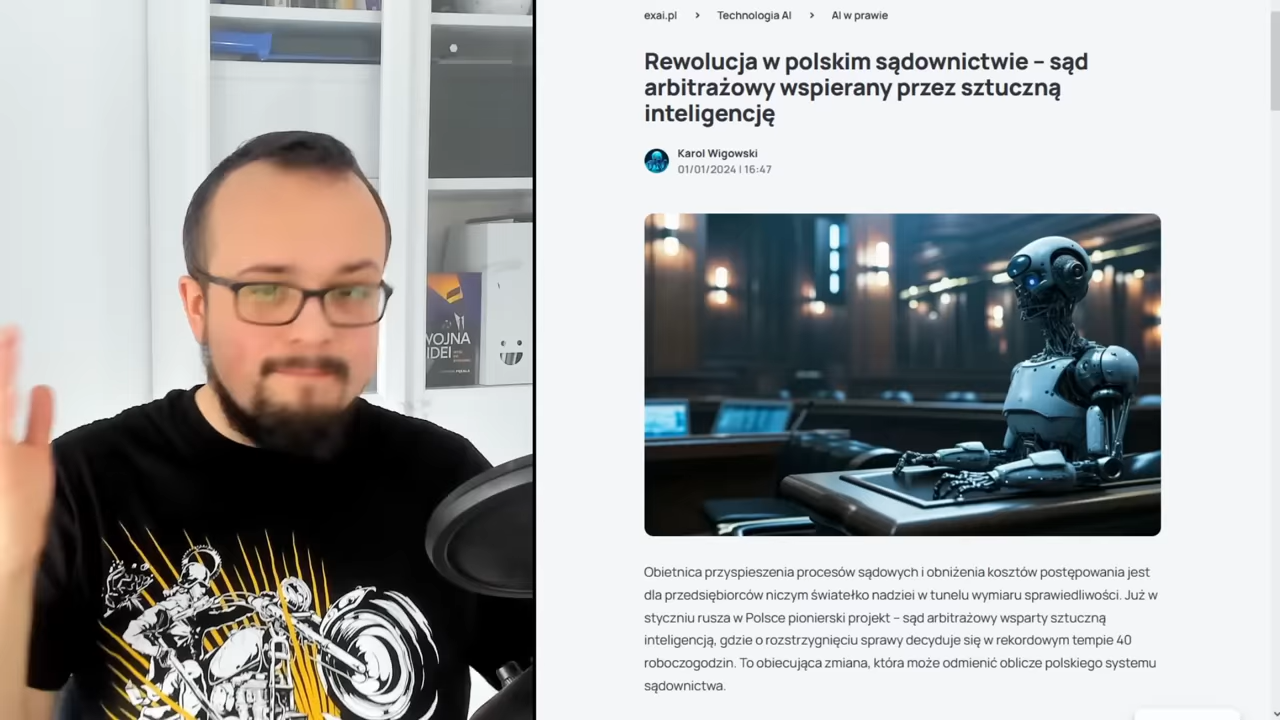 exai.pl > Technologia AI > AI w prawie
Rewolucja w polskim sądownictwie – sąd
arbitrażowy wspierany przez sztuczną
inteligencję
Karol Wigowski
01/01/2024 | 16:47
WOJNA
IDEI
Obietnica przyspieszenia procesów sądowych i obniżenia kosztów postępowania jest
dla przedsiębiorców niczym światełko nadziei w tunelu wymiaru sprawiedliwości. Już w
styczniu rusza w Polsce pionierski projekt – sąd arbitrażowy wsparty sztuczną
inteligencją, gdzie o rozstrzygnięciu sprawy decyduje się w rekordowym tempie 40
roboczogodzin. To obiecująca zmiana, która może odmienić oblicze polskiego systemu
sądownictwa.